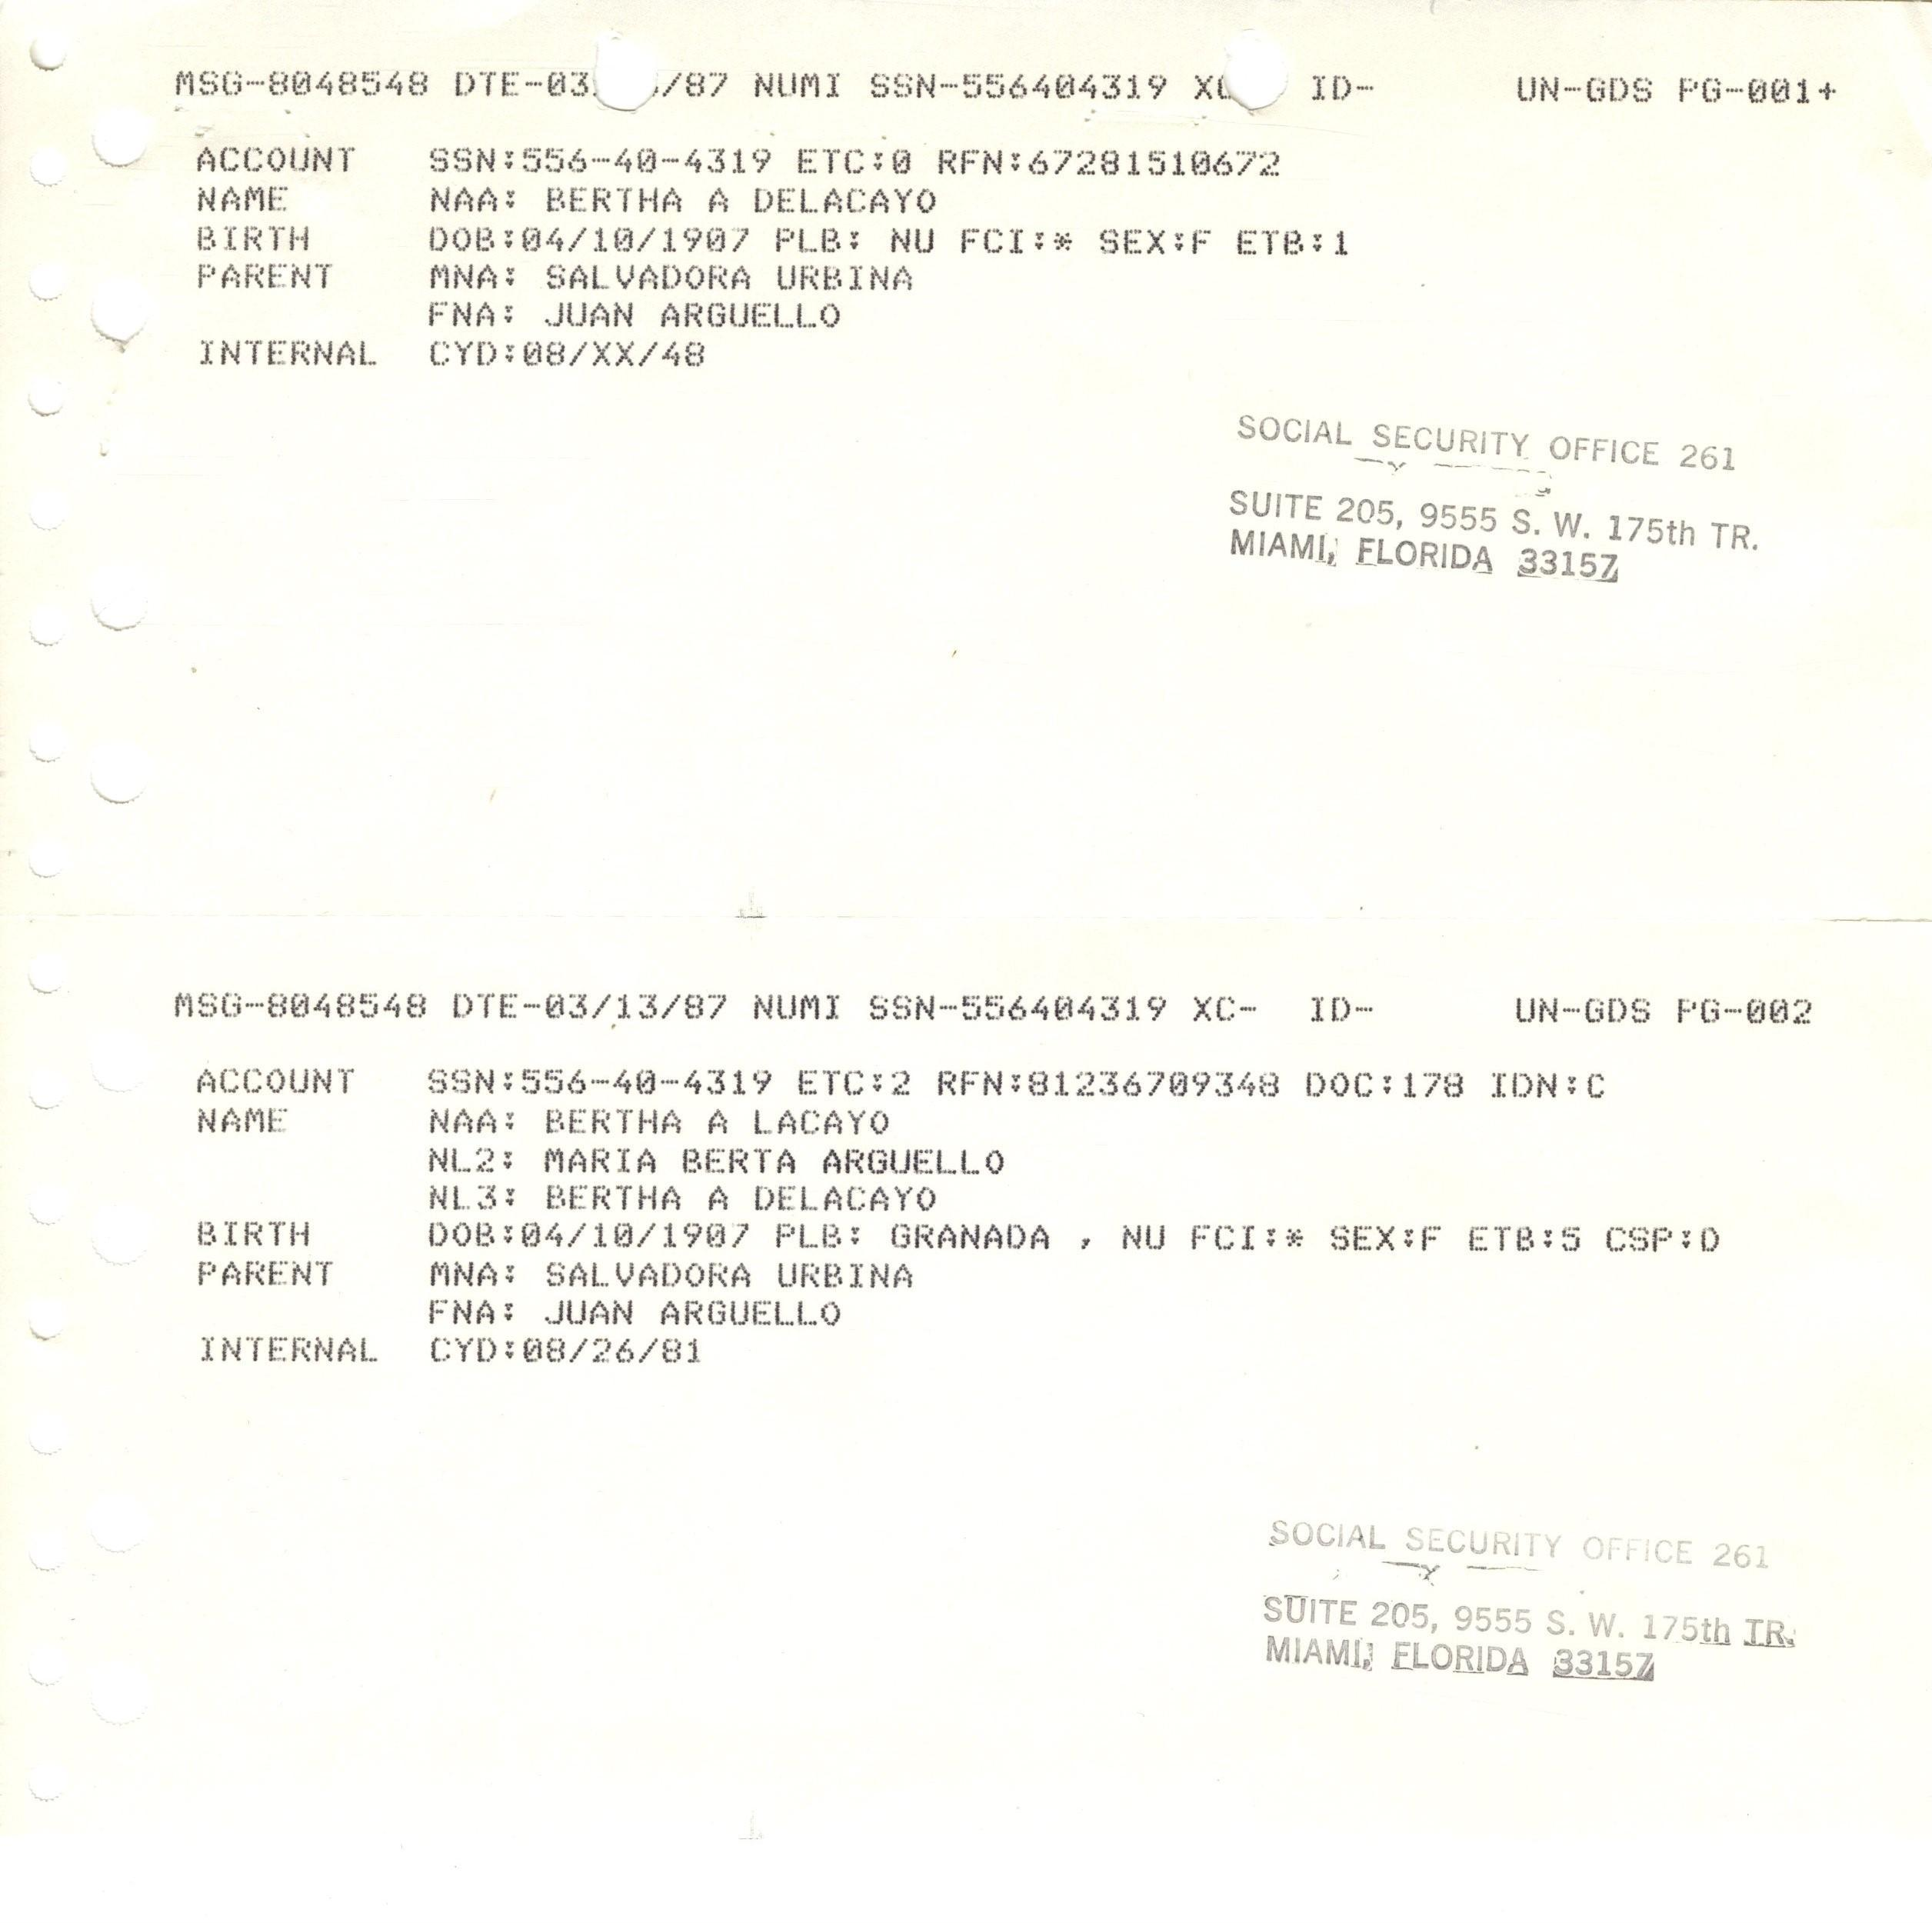 MSG-8048548 DTE-03/ /87 NUMI SSN-556404319 XC ID- UN-GDS PG-001+
ACCOUNT SSN:556-40-4319 ETC:0 RFN:67281510672
NAME NAA: BERTHA A DELACAYO
BIRTH DOB:04/10/1907 PLB: NU FCI:* SEX:F ETB:1
PARENT MNA: SALVADORA URBINA
FNA: JUAN ARGUELLO
INTERNAL CYD:08/XX/48
SOCIAL SECURITY OFFICE 261
SUITE 205, 9555 S. W. 175th TR.
MIAMI, FLORIDA 33157
MSG-8048548 DTE-03/13/87 NUMI SSN-556404319 XC- ID- UN-GDS PG-002
ACCOUNT SSN:556-40-4319 ETC:2 RFN:81236709348 DOC:178 IDN:C
NAME NAA: BERTHA A LACAYO
NL2: MARIA BERTA ARGUELLO
NL3: BERTHA A DELACAYO
BIRTH DOB:04/10/1907 PLB: GRANADA , NU FCI:* SEX:F ETB:5 CSP:D
PARENT MNA: SALVADORA URBINA
FNA: JUAN ARGUELLO
INTERNAL CYD:08/26/81
SOCIAL SECURITY OFFICE 261
SUITE 205, 9555 S. W. 175th TR.
MIAMI, FLORIDA 33157